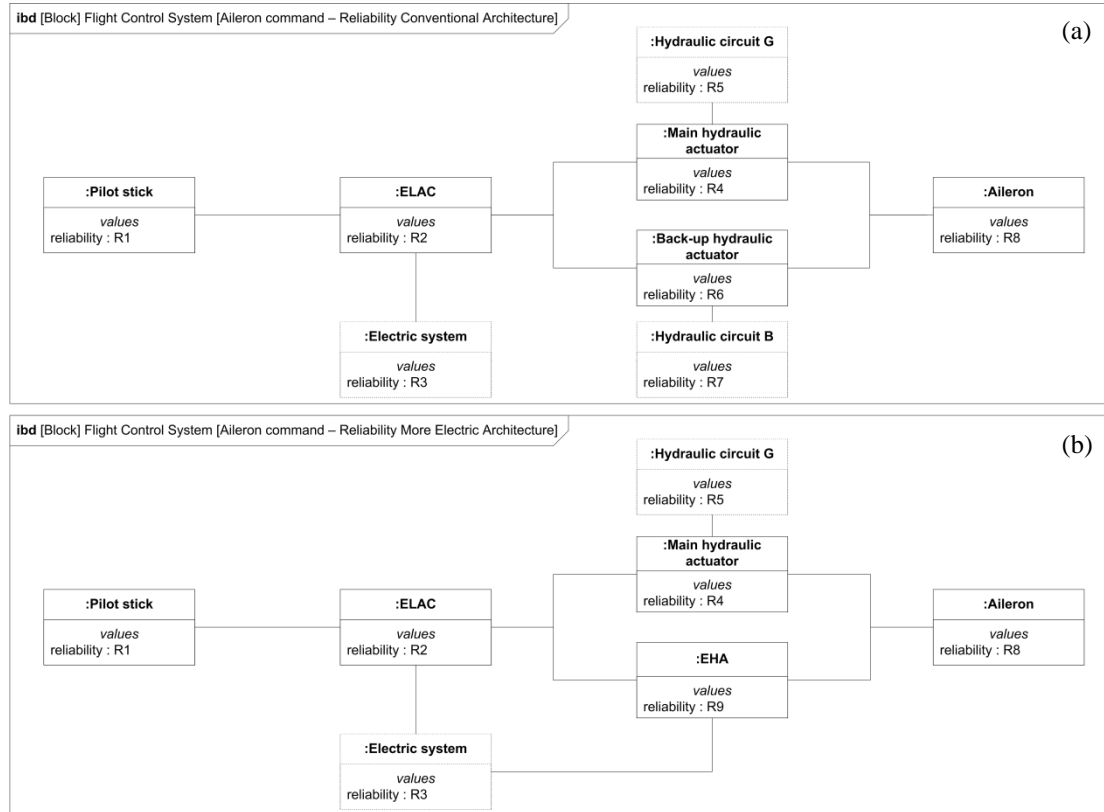 ibd [Block] Flight Control System [Aileron command – Reliability Conventional Architecture]
(a)
:Hydraulic circuit G
values
reliability : R5
:Main hydraulic
actuator
values
reliability : R4
:Pilot stick
values
reliability : R1
:ELAC
values
reliability : R2
:Aileron
values
reliability : R8
:Back-up hydraulic
actuator
values
reliability : R6
:Electric system
values
reliability : R3
:Hydraulic circuit B
values
reliability : R7
ibd [Block] Flight Control System [Aileron command – Reliability More Electric Architecture]
(b)
:Hydraulic circuit G
values
reliability : R5
:Main hydraulic
actuator
values
reliability : R4
:Pilot stick
values
reliability : R1
:ELAC
values
reliability : R2
:Aileron
values
reliability : R8
:EHA
values
reliability : R9
:Electric system
values
reliability : R3